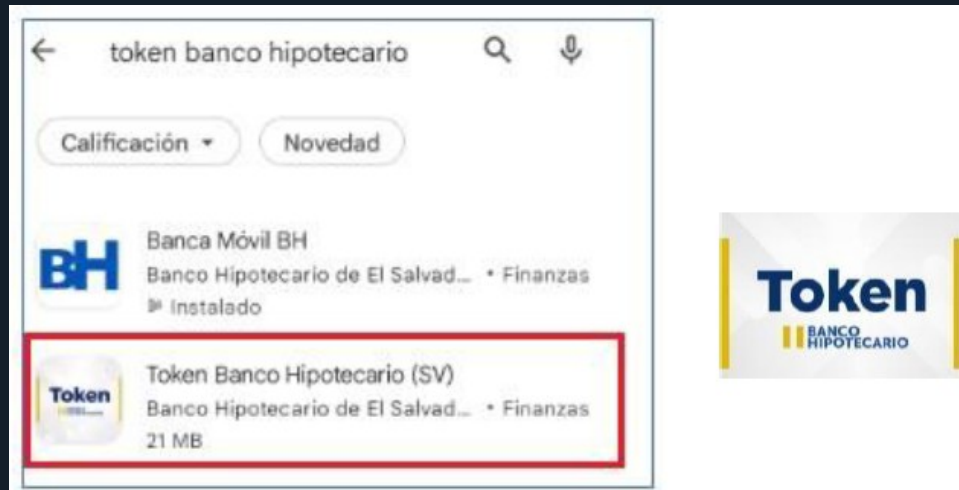 token banco hipotecario
Calificación
Novedad
BH
Banca Móvil BH
Banco Hipotecario de El Salvad... • Finanzas
Instalado
Token
Token Banco Hipotecario (SV)
Banco Hipotecario de El Salvad... • Finanzas
21 MB
Token
BANCO
HIPOTECARIO